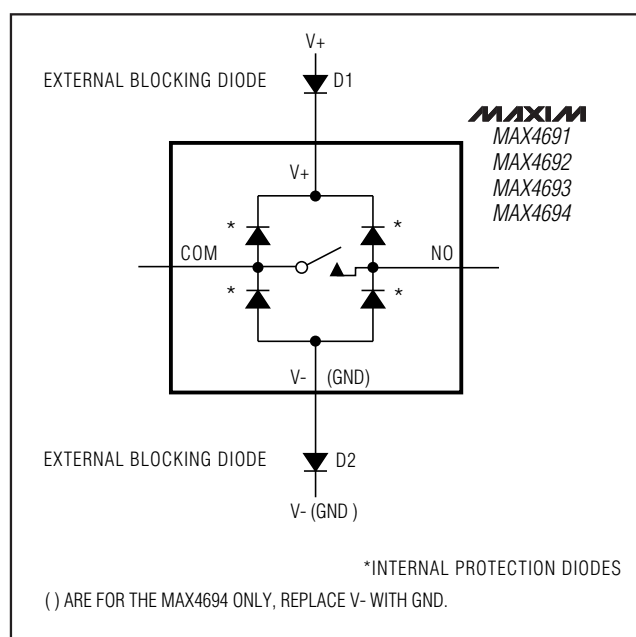 V+
EXTERNAL BLOCKING DIODE
D1
MAXIM
MAX4691
MAX4692
MAX4693
MAX4694
V+
*
*
COM
NO
*
*
V- (GND)
EXTERNAL BLOCKING DIODE
D2
V- (GND )
*INTERNAL PROTECTION DIODES
( ) ARE FOR THE MAX4694 ONLY, REPLACE V- WITH GND.